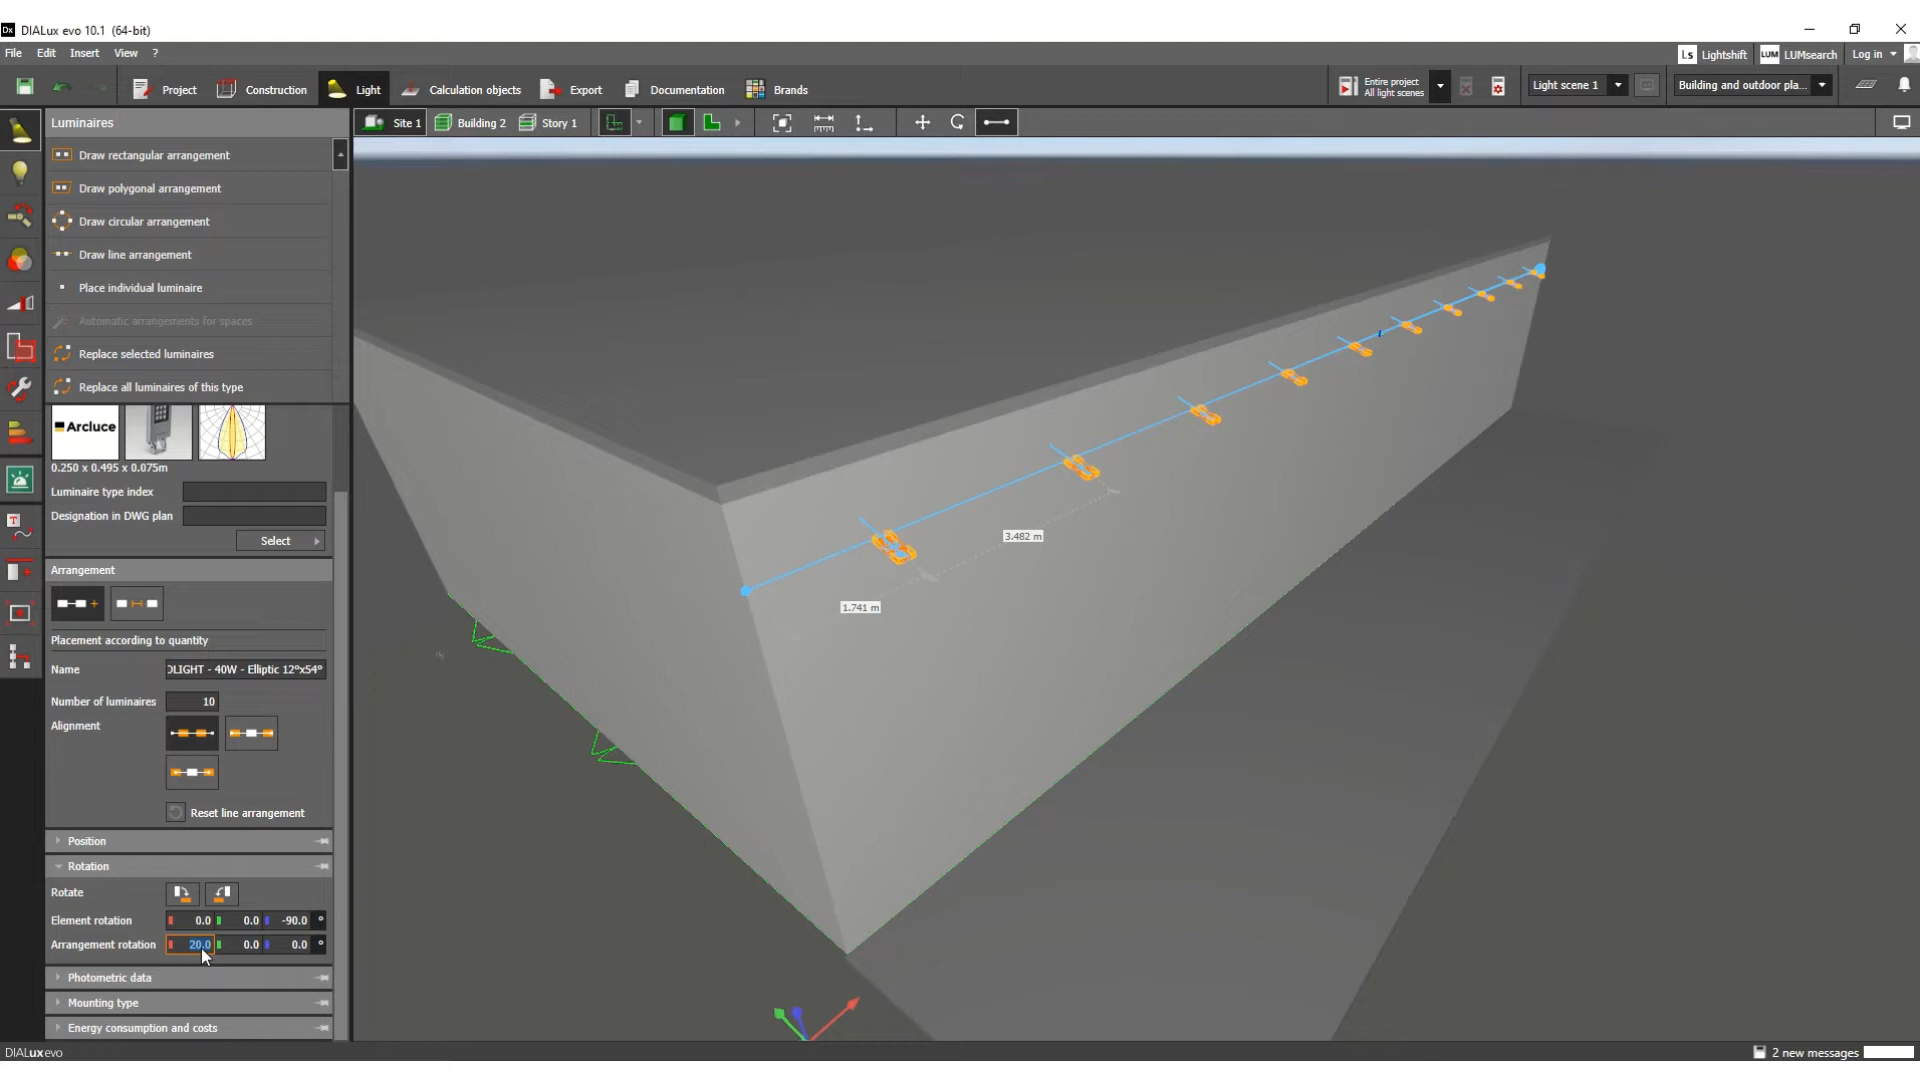 DIALux evo 10.1 (64-bit)
File Edit Insert View ?
Ls Lightshift LUM LUMsearch Log in
Project Construction Light Calculation objects Export Documentation Brands
Entire project
All light scenes
Light scene 1
Building and outdoor pla...
Luminaires
Site 1 Building 2 Story 1
Draw rectangular arrangement
Draw polygonal arrangement
Draw circular arrangement
Draw line arrangement
Place individual luminaire
Automatic arrangements for spaces
Replace selected luminaires
Replace all luminaires of this type
Arcluce
0.250 x 0.495 x 0.075m
Luminaire type index
Designation in DWG plan
Select
Arrangement
Placement according to quantity
Name DLIGHT - 40W - Elliptic 12°x54°
Number of luminaires 10
Alignment
Reset line arrangement
Position
Rotation
Rotate
Element rotation 0.0 0.0 -90.0 °
Arrangement rotation 20.0 0.0 0.0 °
Photometric data
Mounting type
Energy consumption and costs
3.482 m
1.741 m
DIALux evo
2 new messages